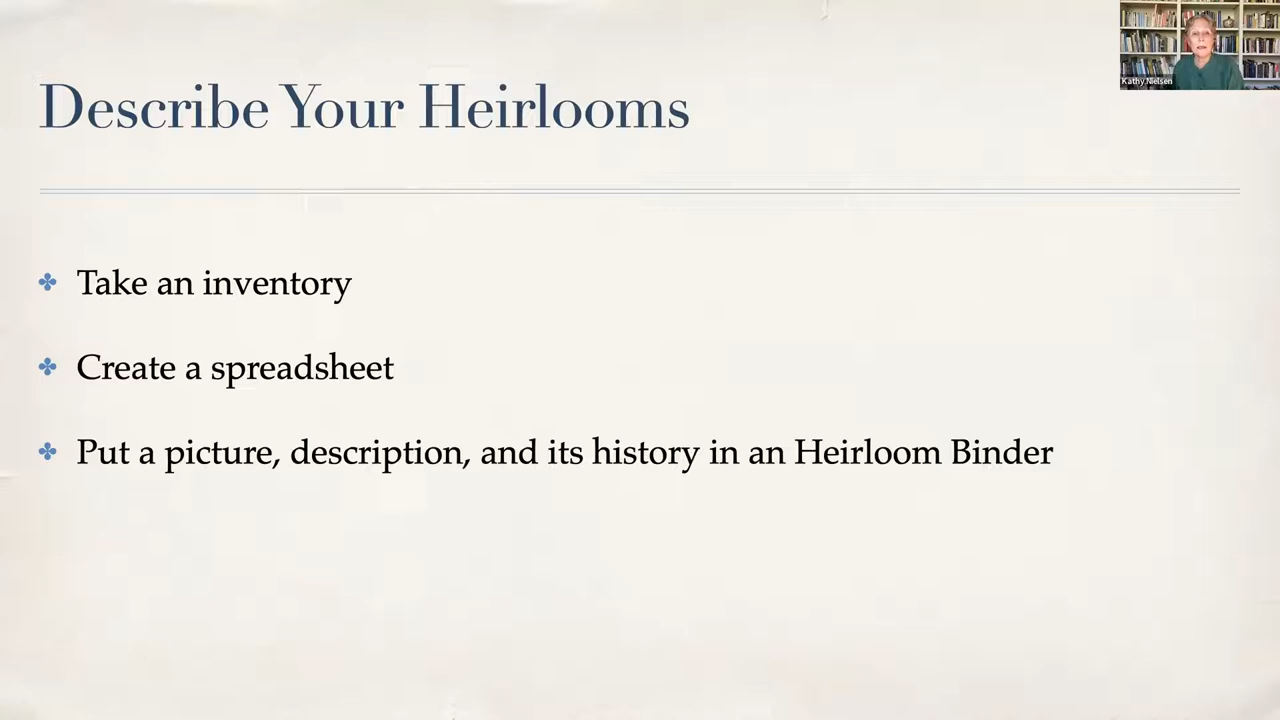 Kathy Nielsen
Describe Your Heirlooms
Take an inventory
Create a spreadsheet
Put a picture, description, and its history in an Heirloom Binder